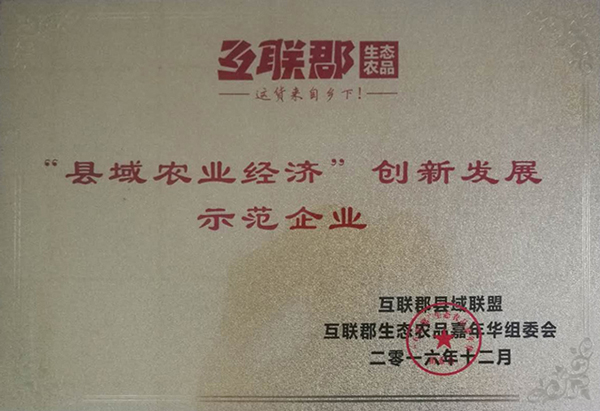 互联郡 生态农品
运货来自乡下!
“县域农业经济”创新发展
示范企业
互联郡县域联盟
互联郡生态农品嘉年华组委会
二零一六年十二月